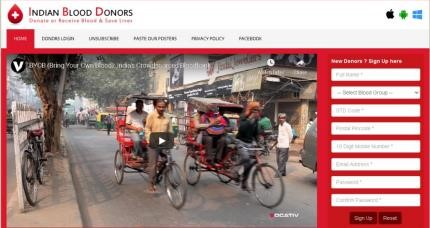 INDIAN BLOOD DONORS
Donate or Receive Blood & Save Lives
HOME DONORS LOGIN UNSUBSCRIBE PASTE OUR POSTERS PRIVACY POLICY FACEBOOK
V BYOB (Bring Your Own Blood): India's Crowdsourced Bloodbank
Watch later Share
VOCATIV
New Donors ? Sign Up here
Full Name *
-- Select Blood Group --
STD Code *
Postal Pincode *
10 Digit Mobile Number *
Email Address *
Password *
Confirm Password *
Sign Up Reset